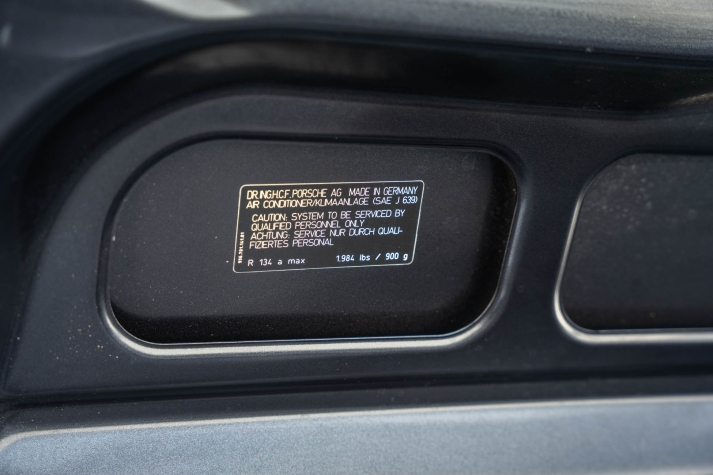 DR.ING.H.C.F. PORSCHE AG MADE IN GERMANY
AIR CONDITIONER/KLIMAANLAGE (SAE J 639)
CAUTION: SYSTEM TO BE SERVICED BY
QUALIFIED PERSONNEL ONLY
ACHTUNG: SERVICE NUR DURCH QUALI-
FIZIERTES PERSONAL
R 134 a max 1.984 lbs / 900 g